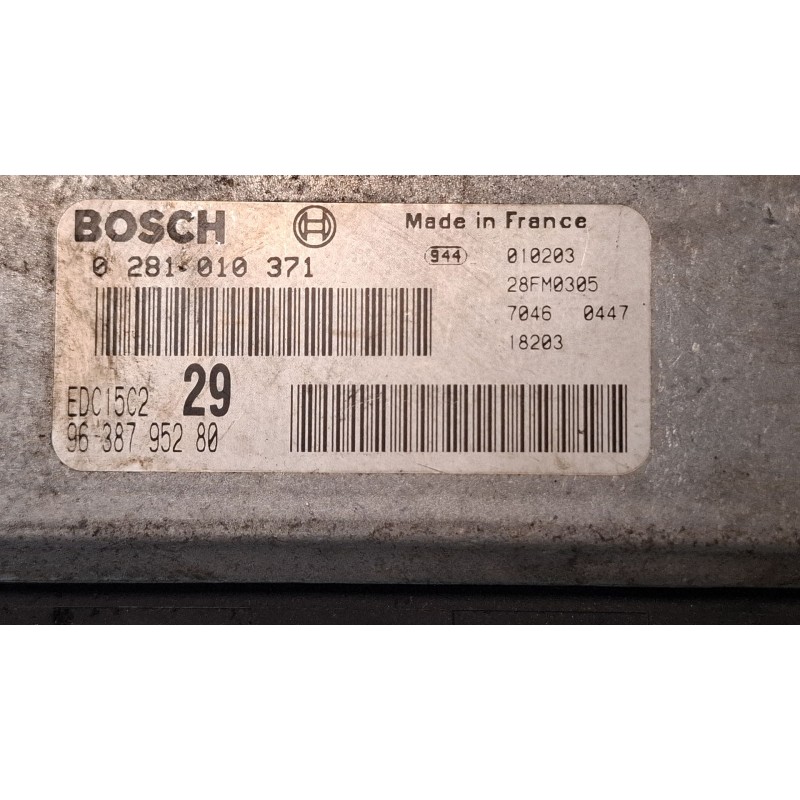 BOSCH
Made in France
0 281 010 371
944
010203
28FM0305
7046 0447
18203
EDC15C2
29
96 387 952 80